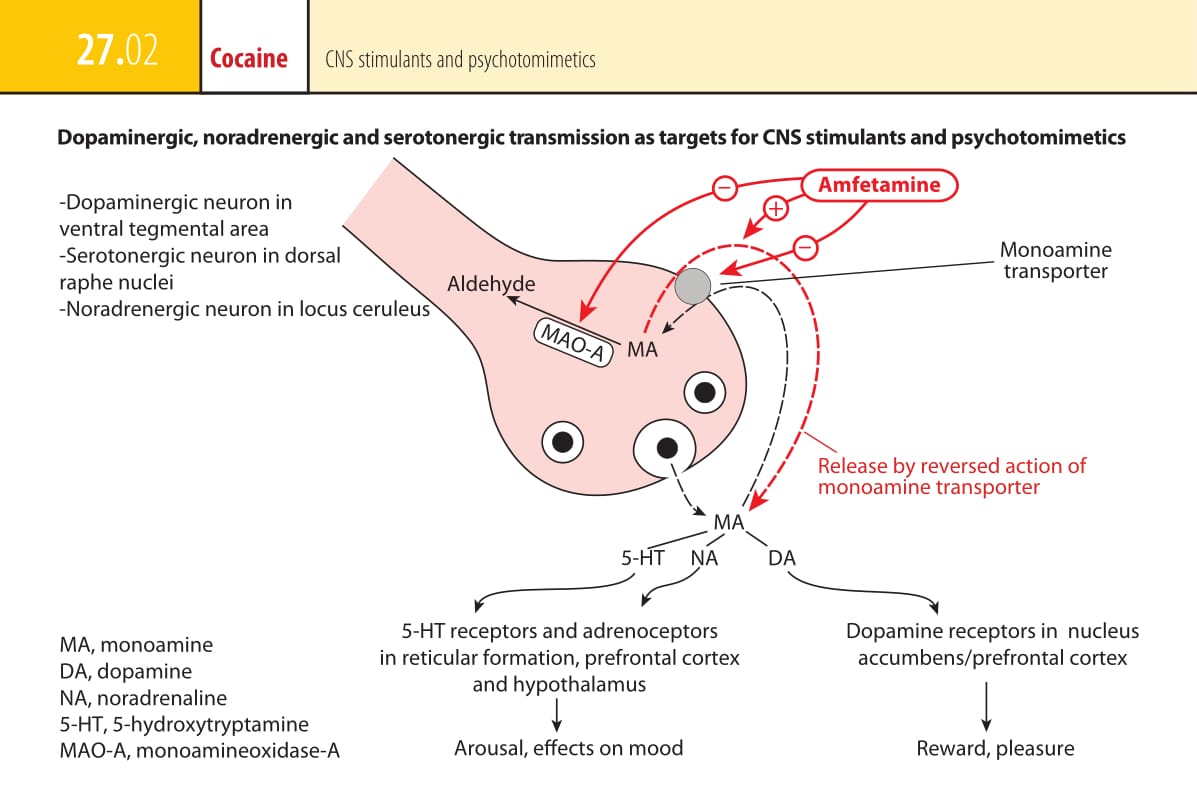 27.02
Cocaine
CNS stimulants and psychotomimetics
Dopaminergic, noradrenergic and serotonergic transmission as targets for CNS stimulants and psychotomimetics
-Dopaminergic neuron in
ventral tegmental area
-Serotonergic neuron in dorsal
raphe nuclei
-Noradrenergic neuron in locus ceruleus
Amfetamine
−
+
−
Monoamine
transporter
Aldehyde
MAO-A
MA
Release by reversed action of
monoamine transporter
MA
5-HT NA DA
5-HT receptors and adrenoceptors
in reticular formation, prefrontal cortex
and hypothalamus
Arousal, effects on mood
Dopamine receptors in nucleus
accumbens/prefrontal cortex
Reward, pleasure
MA, monoamine
DA, dopamine
NA, noradrenaline
5-HT, 5-hydroxytryptamine
MAO-A, monoamineoxidase-A